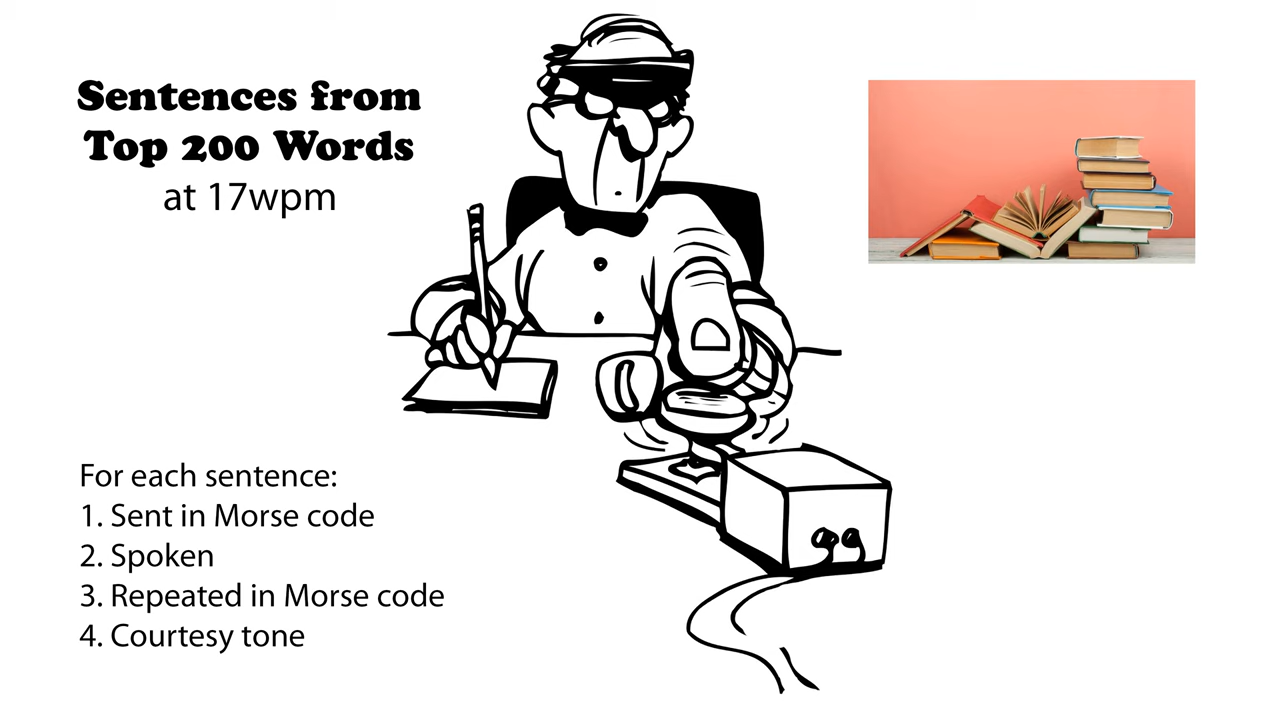 Sentences from
Top 200 Words
at 17wpm
For each sentence:
1. Sent in Morse code
2. Spoken
3. Repeated in Morse code
4. Courtesy tone